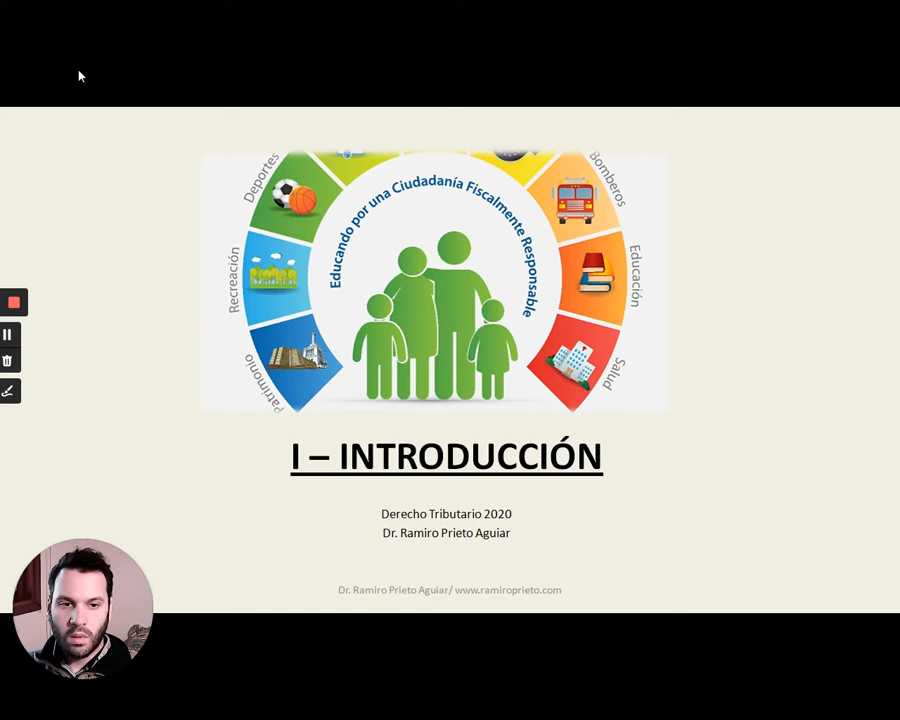 Deportes
Bomberos
Educando por una Ciudadanía Fiscalmente Responsable
Recreación
Educación
Patrimonio
Salud
I – INTRODUCCIÓN
Derecho Tributario 2020
Dr. Ramiro Prieto Aguiar
Dr. Ramiro Prieto Aguiar/ www.ramiroprieto.com